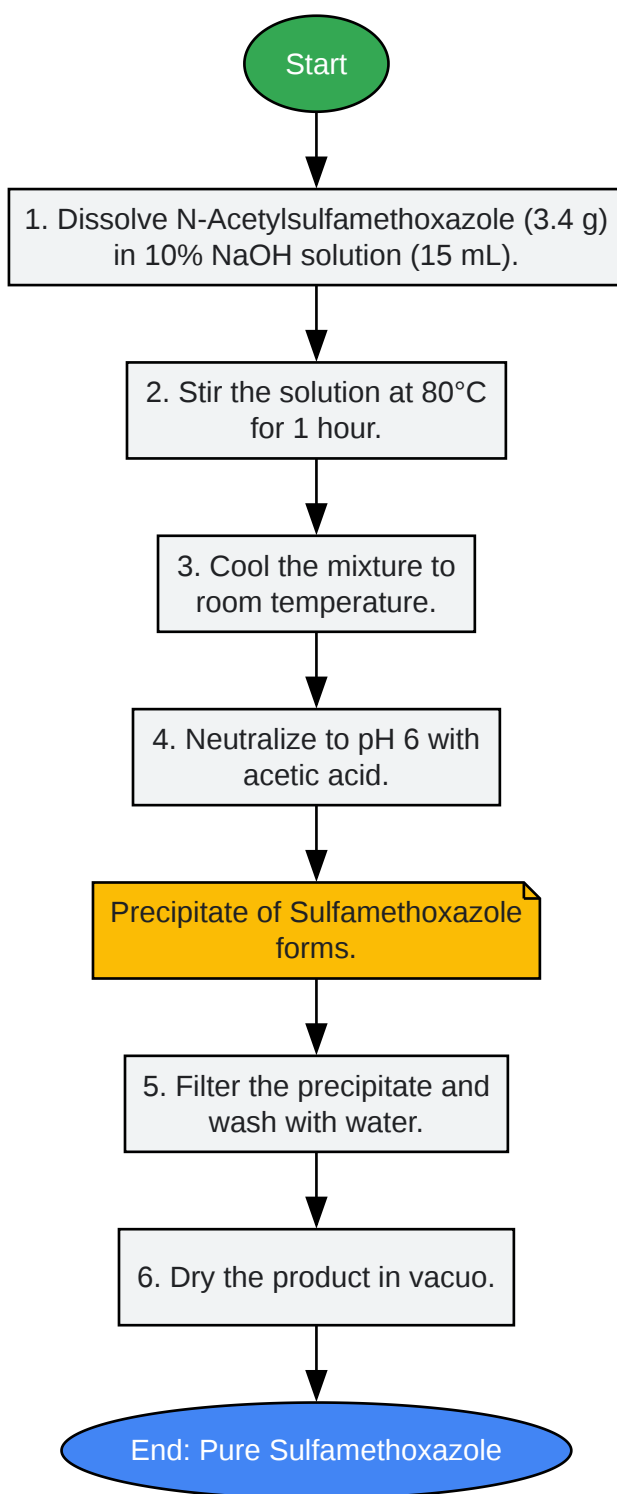 Start
1. Dissolve N-Acetylsulfamethoxazole (3.4 g)
in 10% NaOH solution (15 mL).
2. Stir the solution at 80°C
for 1 hour.
3. Cool the mixture to
room temperature.
4. Neutralize to pH 6 with
acetic acid.
Precipitate of Sulfamethoxazole
forms.
5. Filter the precipitate and
wash with water.
6. Dry the product in vacuo.
End: Pure Sulfamethoxazole